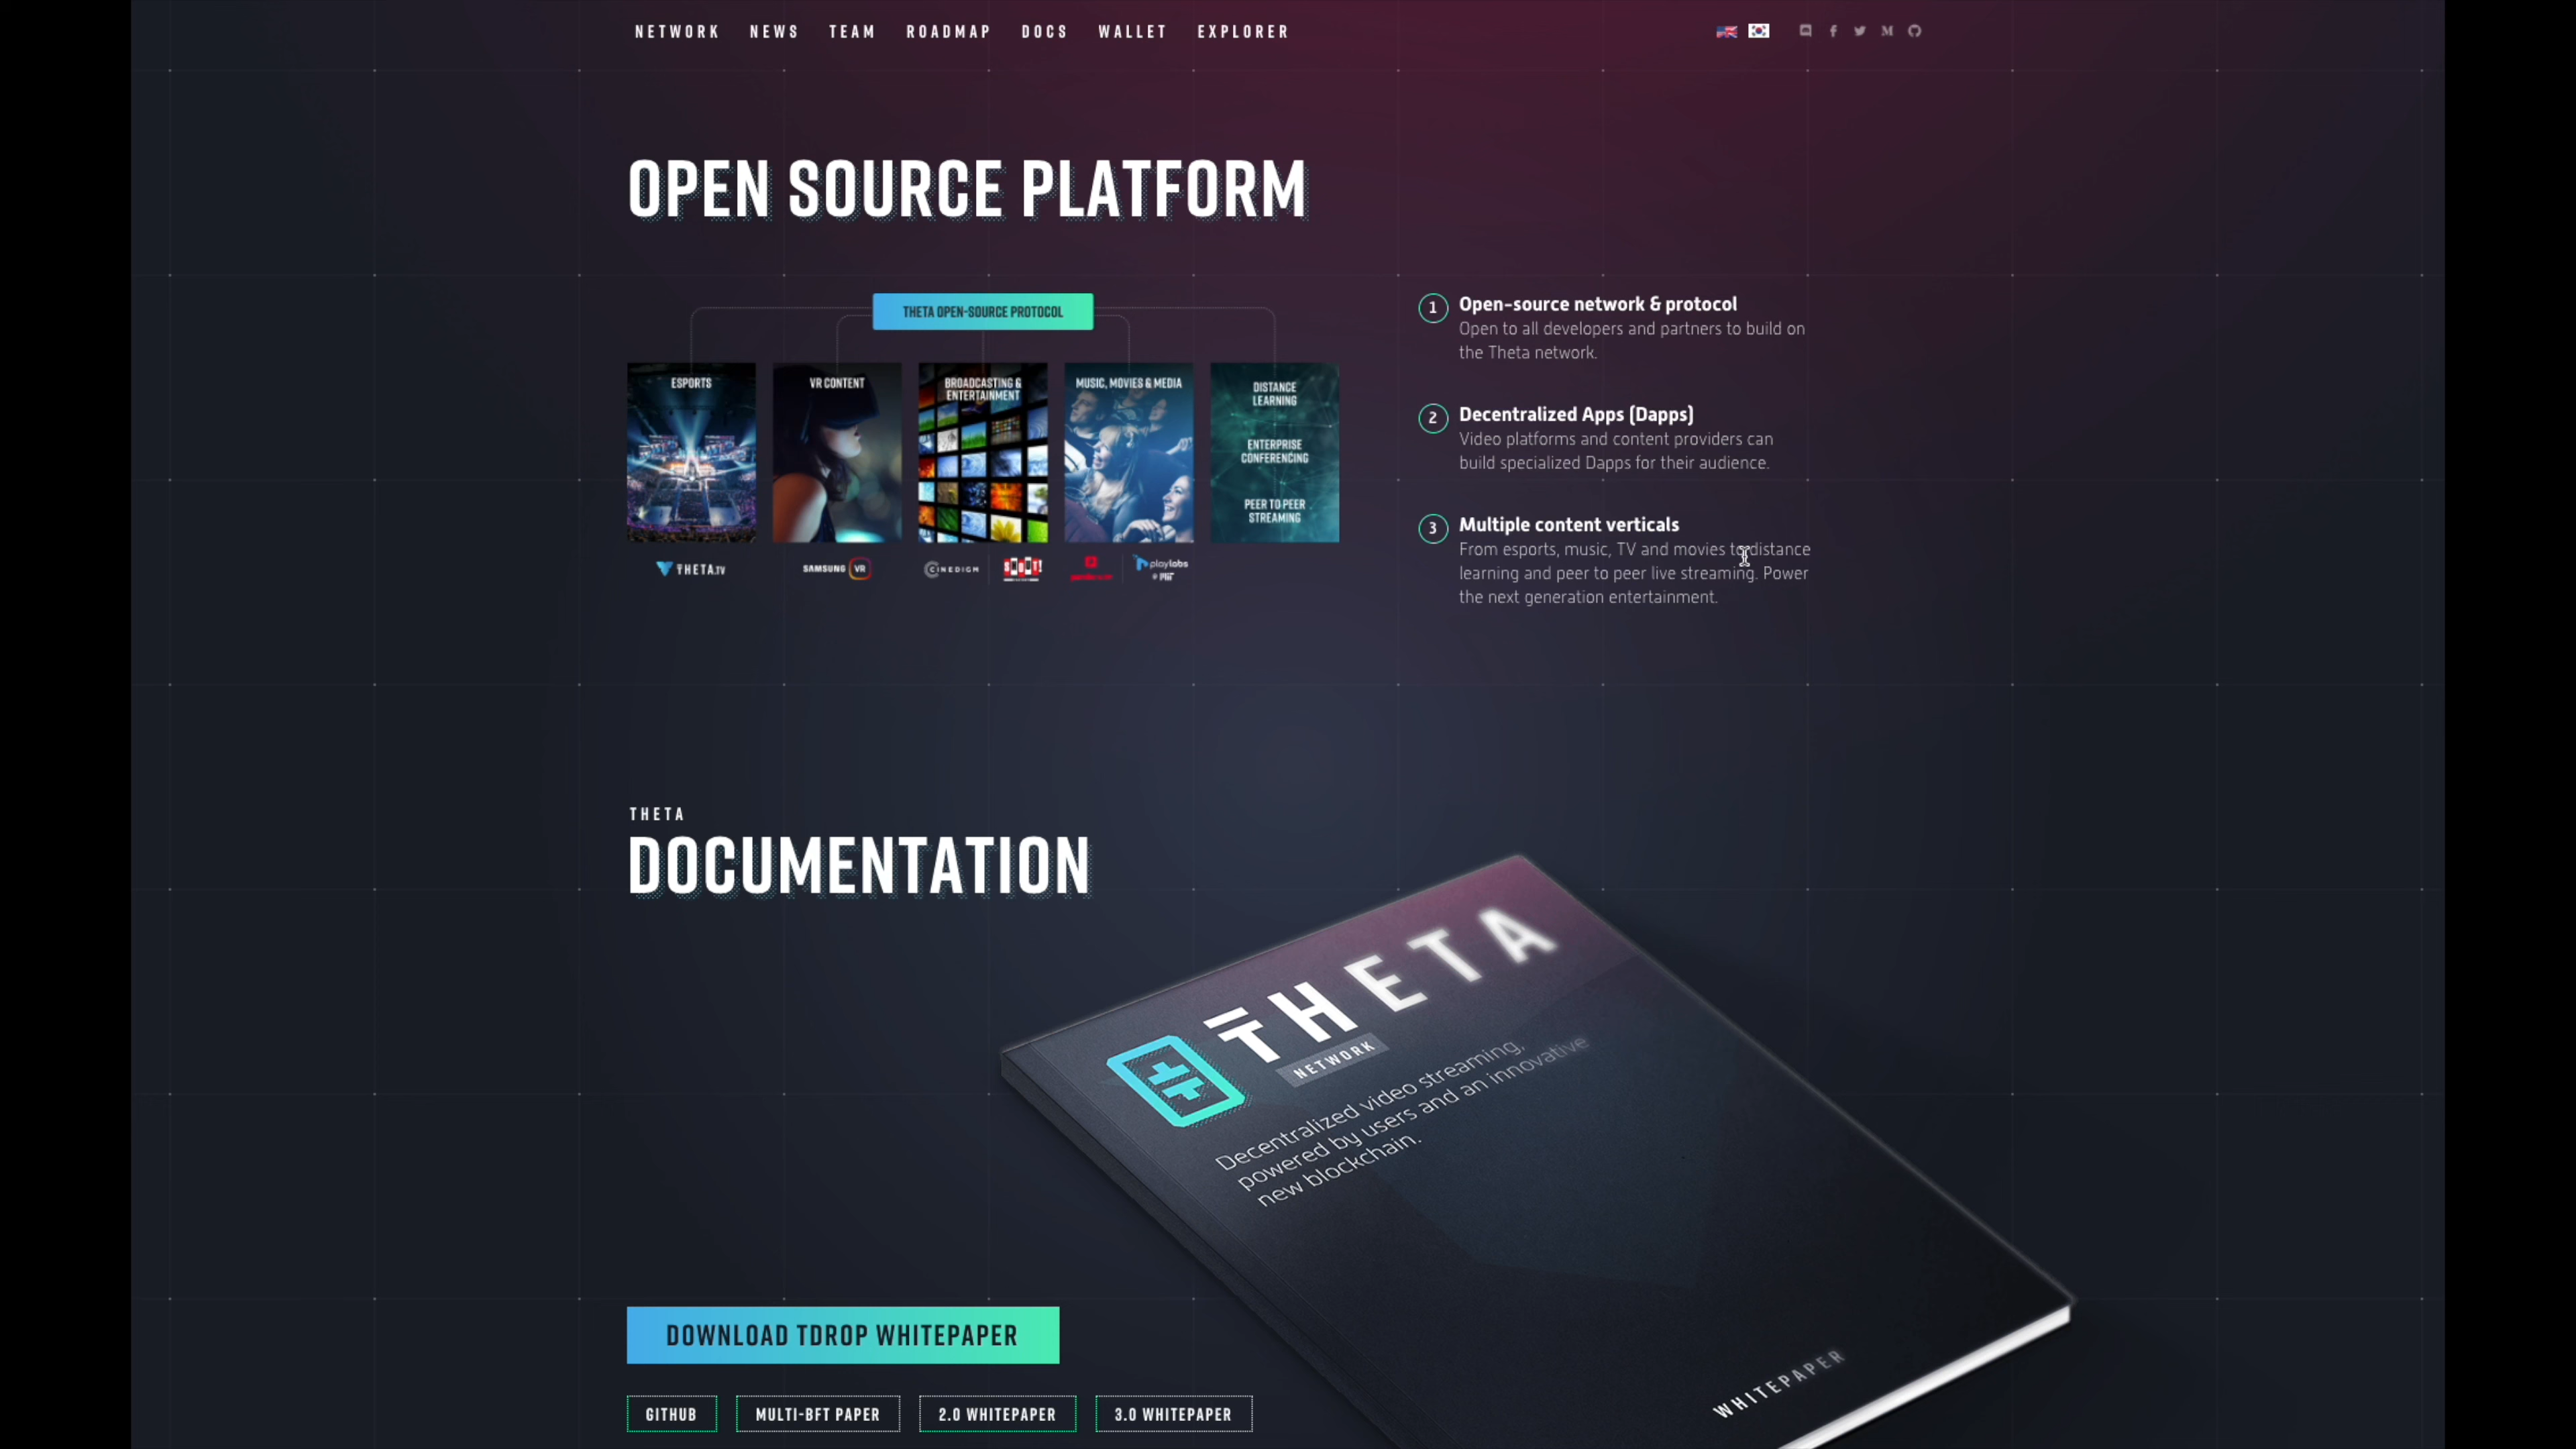 NETWORK NEWS TEAM ROADMAP DOCS WALLET EXPLORER
OPEN SOURCE PLATFORM
THETA OPEN-SOURCE PROTOCOL
ESPORTS
VR CONTENT
BROADCASTING &
ENTERTAINMENT
MUSIC, MOVIES & MEDIA
DISTANCE
LEARNING
ENTERPRISE
CONFERENCING
PEER TO PEER
STREAMING
THETA.TV
SAMSUNG VR
CINEDIGM
SHOUT!
playlabs
@ MIT
1 Open-source network & protocol
Open to all developers and partners to build on
the Theta network.
2 Decentralized Apps (Dapps)
Video platforms and content providers can
build specialized Dapps for their audience.
3 Multiple content verticals
From esports, music, TV and movies to distance
learning and peer to peer live streaming. Power
the next generation entertainment.
THETA
DOCUMENTATION
THETA
NETWORK
Decentralized video streaming,
powered by users and an innovative
new blockchain.
WHITEPAPER
DOWNLOAD TDROP WHITEPAPER
GITHUB
MULTI-BFT PAPER
2.0 WHITEPAPER
3.0 WHITEPAPER